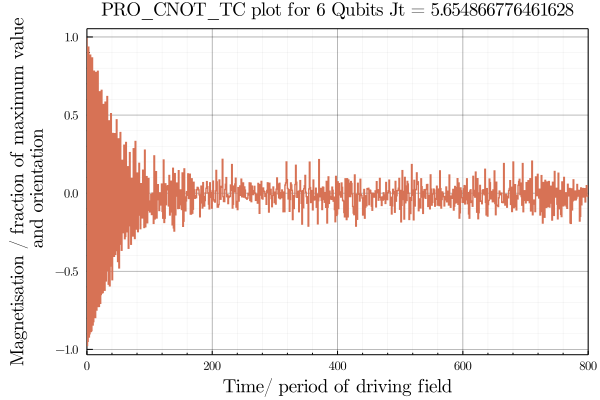 PRO_CNOT_TC plot for 6 Qubits Jt = 5.654866776461628
Magnetisation / fraction of maximum value
and orientation
1.0
0.5
0.0
−0.5
−1.0
0 200 400 600 800
Time/ period of driving field